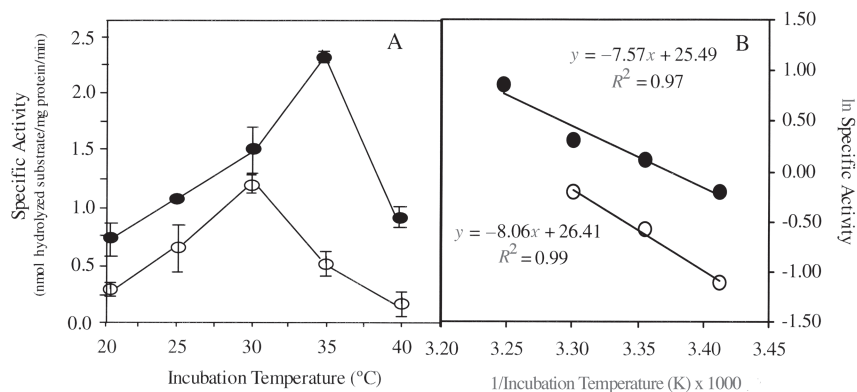 A
2.5
2.0
1.5
1.0
0.5
0.0
Specific Activity
(nmol hydrolyzed substrate/mg protein/min)
20
25
30
35
40
Incubation Temperature (°C)
B
y = −7.57x + 25.49
R² = 0.97
y = −8.06x + 26.41
R² = 0.99
1.50
1.00
0.50
0.00
-0.50
-1.00
-1.50
ln Specific Activity
3.20
3.25
3.30
3.35
3.40
3.45
1/Incubation Temperature (K) x 1000